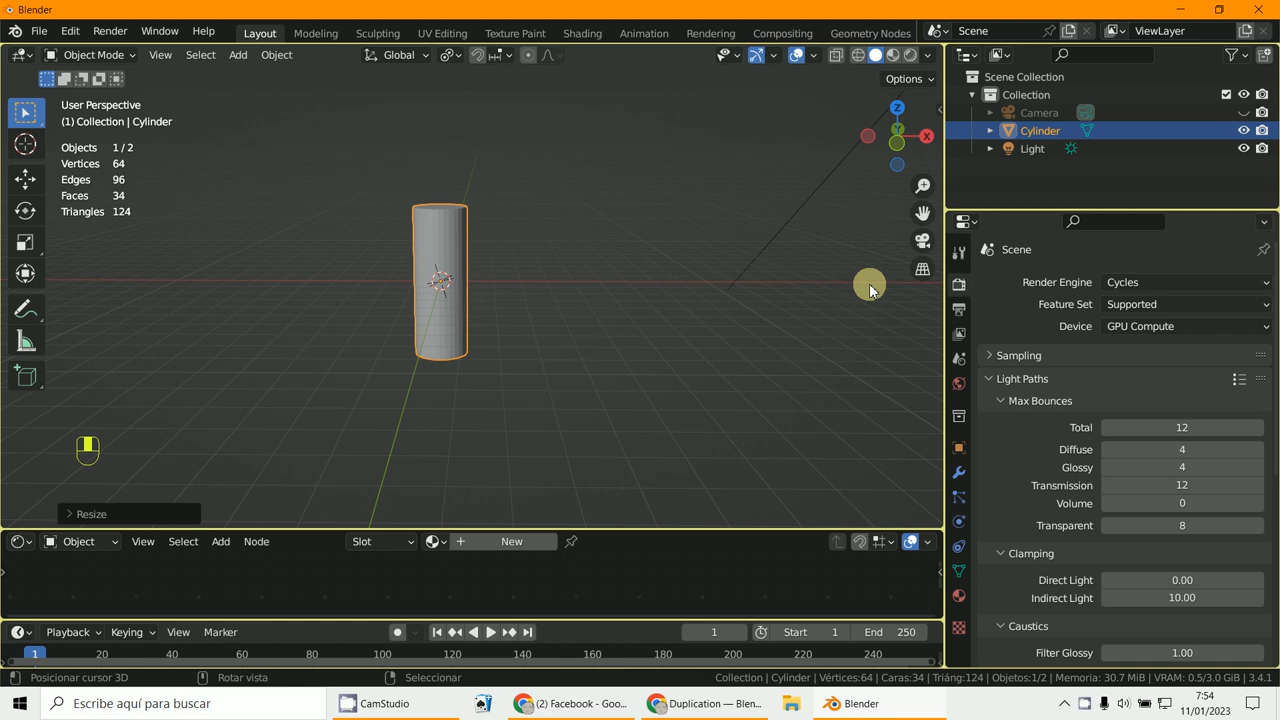 Blender
File Edit Render Window Help Layout Modeling Sculpting UV Editing Texture Paint Shading Animation Rendering Compositing Geometry Nodes Scene ViewLayer
Object Mode View Select Add Object Global
Options
User Perspective
(1) Collection | Cylinder
Objects 1 / 2
Vertices 64
Edges 96
Faces 34
Triangles 124
Z
Y
X
Resize
Scene Collection
Collection
Camera
Cylinder
Light
Scene
Render Engine Cycles
Feature Set Supported
Device GPU Compute
Sampling
Light Paths
Max Bounces
Total 12
Diffuse 4
Glossy 4
Transmission 12
Volume 0
Transparent 8
Clamping
Direct Light 0.00
Indirect Light 10.00
Caustics
Filter Glossy 1.00
Object View Select Add Node Slot New
Playback Keying View Marker 1 Start 1 End 250
1 20 40 60 80 100 120 140 160 180 200 220 240
Posicionar cursor 3D Rotar vista Seleccionar Collection | Cylinder | Vértices:64 | Caras:34 | Triáng:124 | Objetos:1/2 | Memoria: 30.7 MiB | VRAM: 0.5/3.0 GiB | 3.4.1
Escribe aquí para buscar CamStudio (2) Facebook - Goo... Duplication — Blen... Blender 7:54
11/01/2023